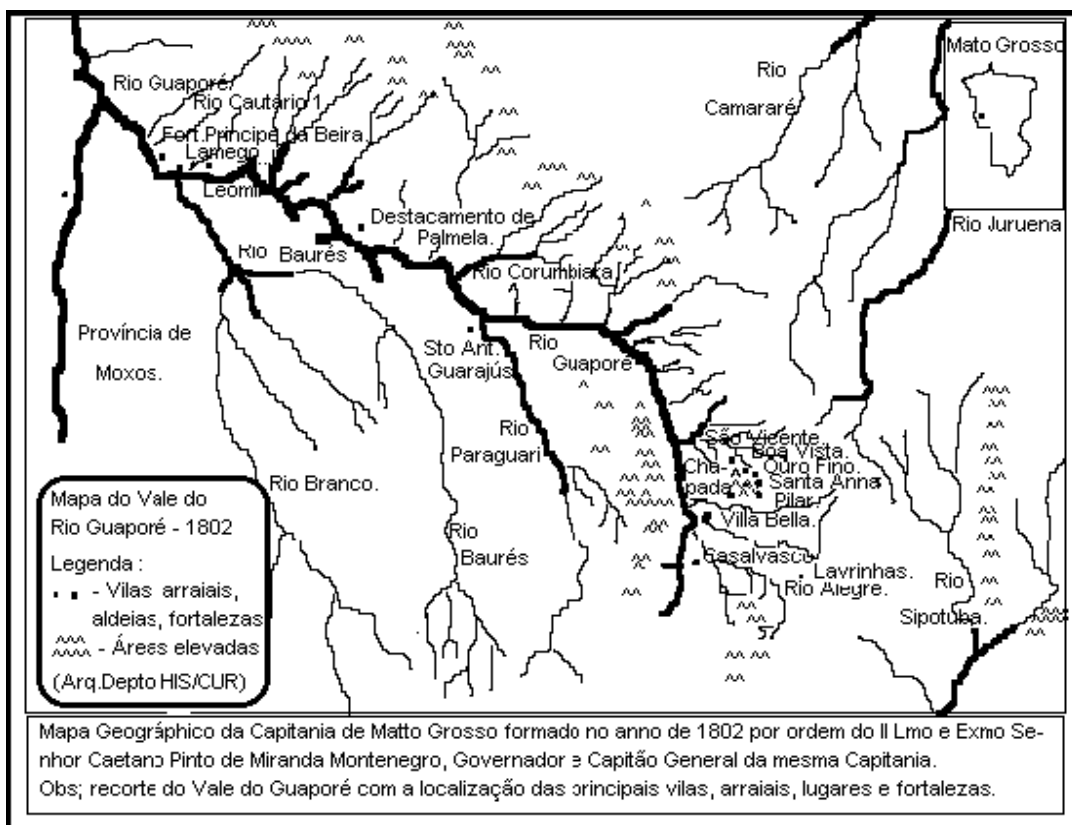 Mato Grosso
Rio Guaporé
Rio Cautário 1
Fort.Príncipe da Beira.
Lamego
Leomil
Rio
Camararé
Rio Juruena
Destacamento de
Palmela.
Rio Baurés
Rio Corumbiara
Província de
Moxos.
Sto Ant.
Guarajús
Rio
Guaporé
Rio
Paraguari
São Vicente.
Boa Vista.
Ouro Fino.
Santa Anna
Pilar.
Cha-
pada
Villa Bella.
Casalvasco
Lavrinhas.
Rio Alegre.
Rio
Sipotuba.
Rio Branco.
Rio
Baurés
Mapa do Vale do
Rio Guaporé - 1802
Legenda :
- Vilas arraiais,
aldeias, fortalezas
- Áreas elevadas
(Arq.Depto HIS/CUR)
Mapa Geográphico da Capitania de Matto Grosso formado no anno de 1802 por ordem do Il Lmo e Exmo Se-
nhor Caetano Pinto de Miranda Montenegro, Governador e Capitão General da mesma Capitania.
Obs; recorte do Vale do Guaporé com a localização das principais vilas, arraiais, lugares e fortalezas.